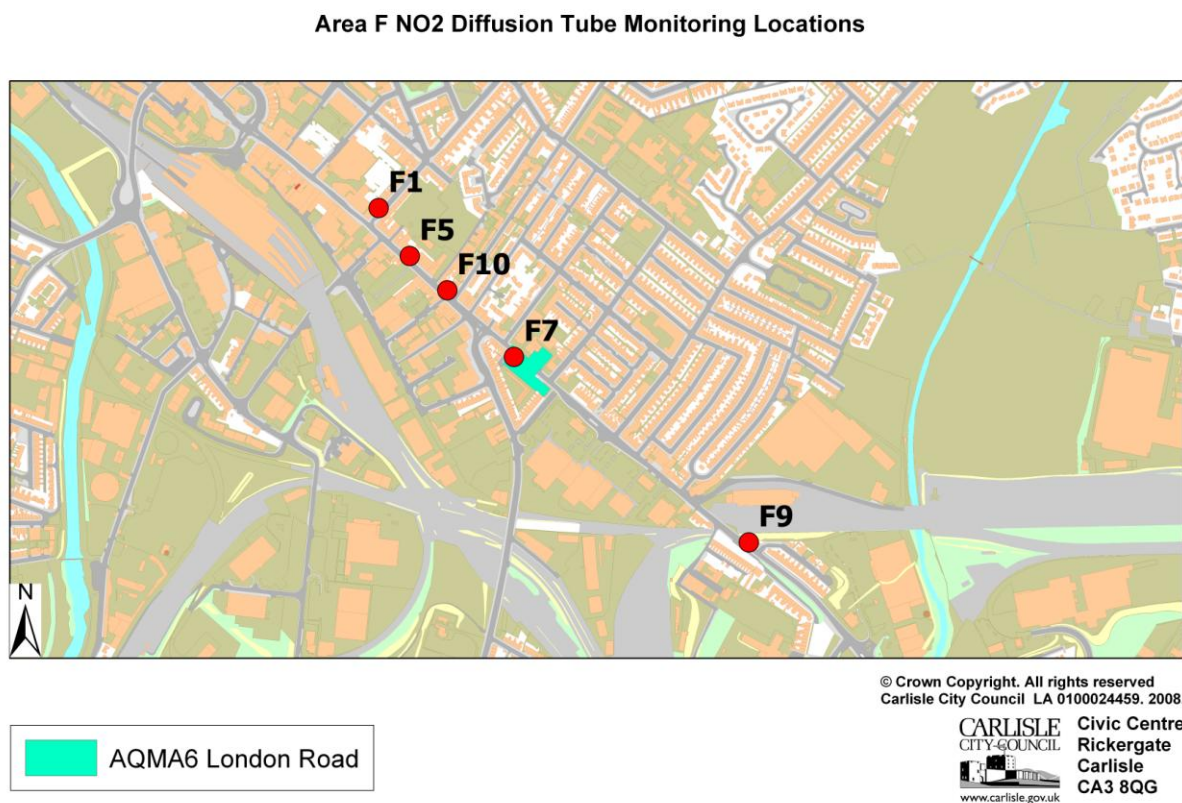 Area F NO2 Diffusion Tube Monitoring Locations
F1
F5
F10
F7
F9
N
© Crown Copyright. All rights reserved
Carlisle City Council LA 0100024459. 2008
AQMA6 London Road
CARLISLE
CITY-COUNCIL
www.carlisle.gov.uk
Civic Centre
Rickergate
Carlisle
CA3 8QG